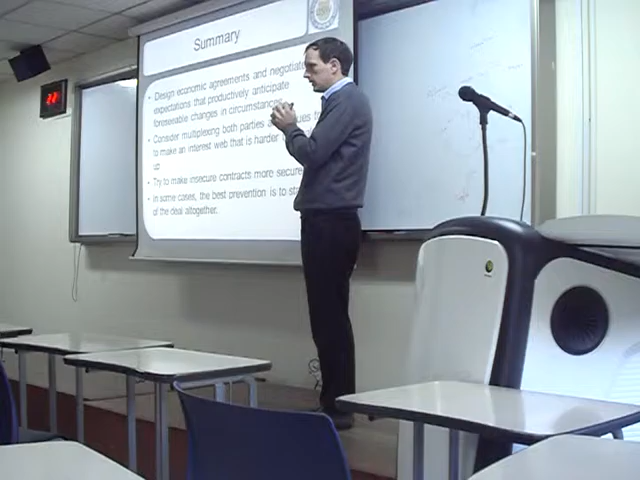 Summary
• Design economic agreements and negotiate
expectations that productively anticipate
foreseeable changes in circumstances.
• Consider multiplexing both parties
to make an interest web that is harder
up
• Try to make insecure contracts more secure
• In some cases, the best prevention is to
of the deal altogether.